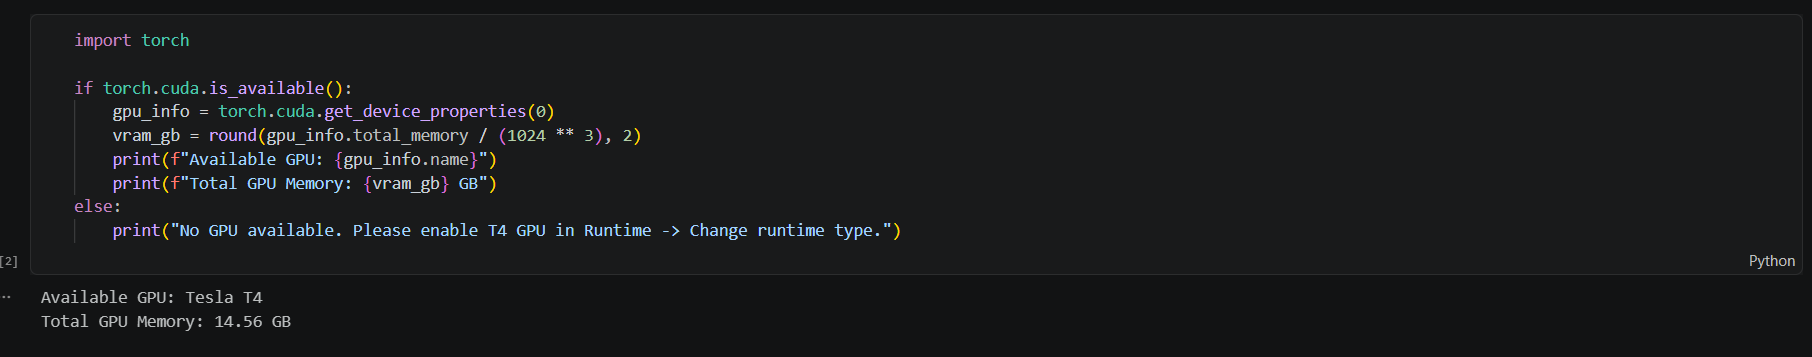 import torch

if torch.cuda.is_available():
    gpu_info = torch.cuda.get_device_properties(0)
    vram_gb = round(gpu_info.total_memory / (1024 ** 3), 2)
    print(f"Available GPU: {gpu_info.name}")
    print(f"Total GPU Memory: {vram_gb} GB")
else:
    print("No GPU available. Please enable T4 GPU in Runtime -> Change runtime type.")
[2]
Python
Available GPU: Tesla T4
Total GPU Memory: 14.56 GB